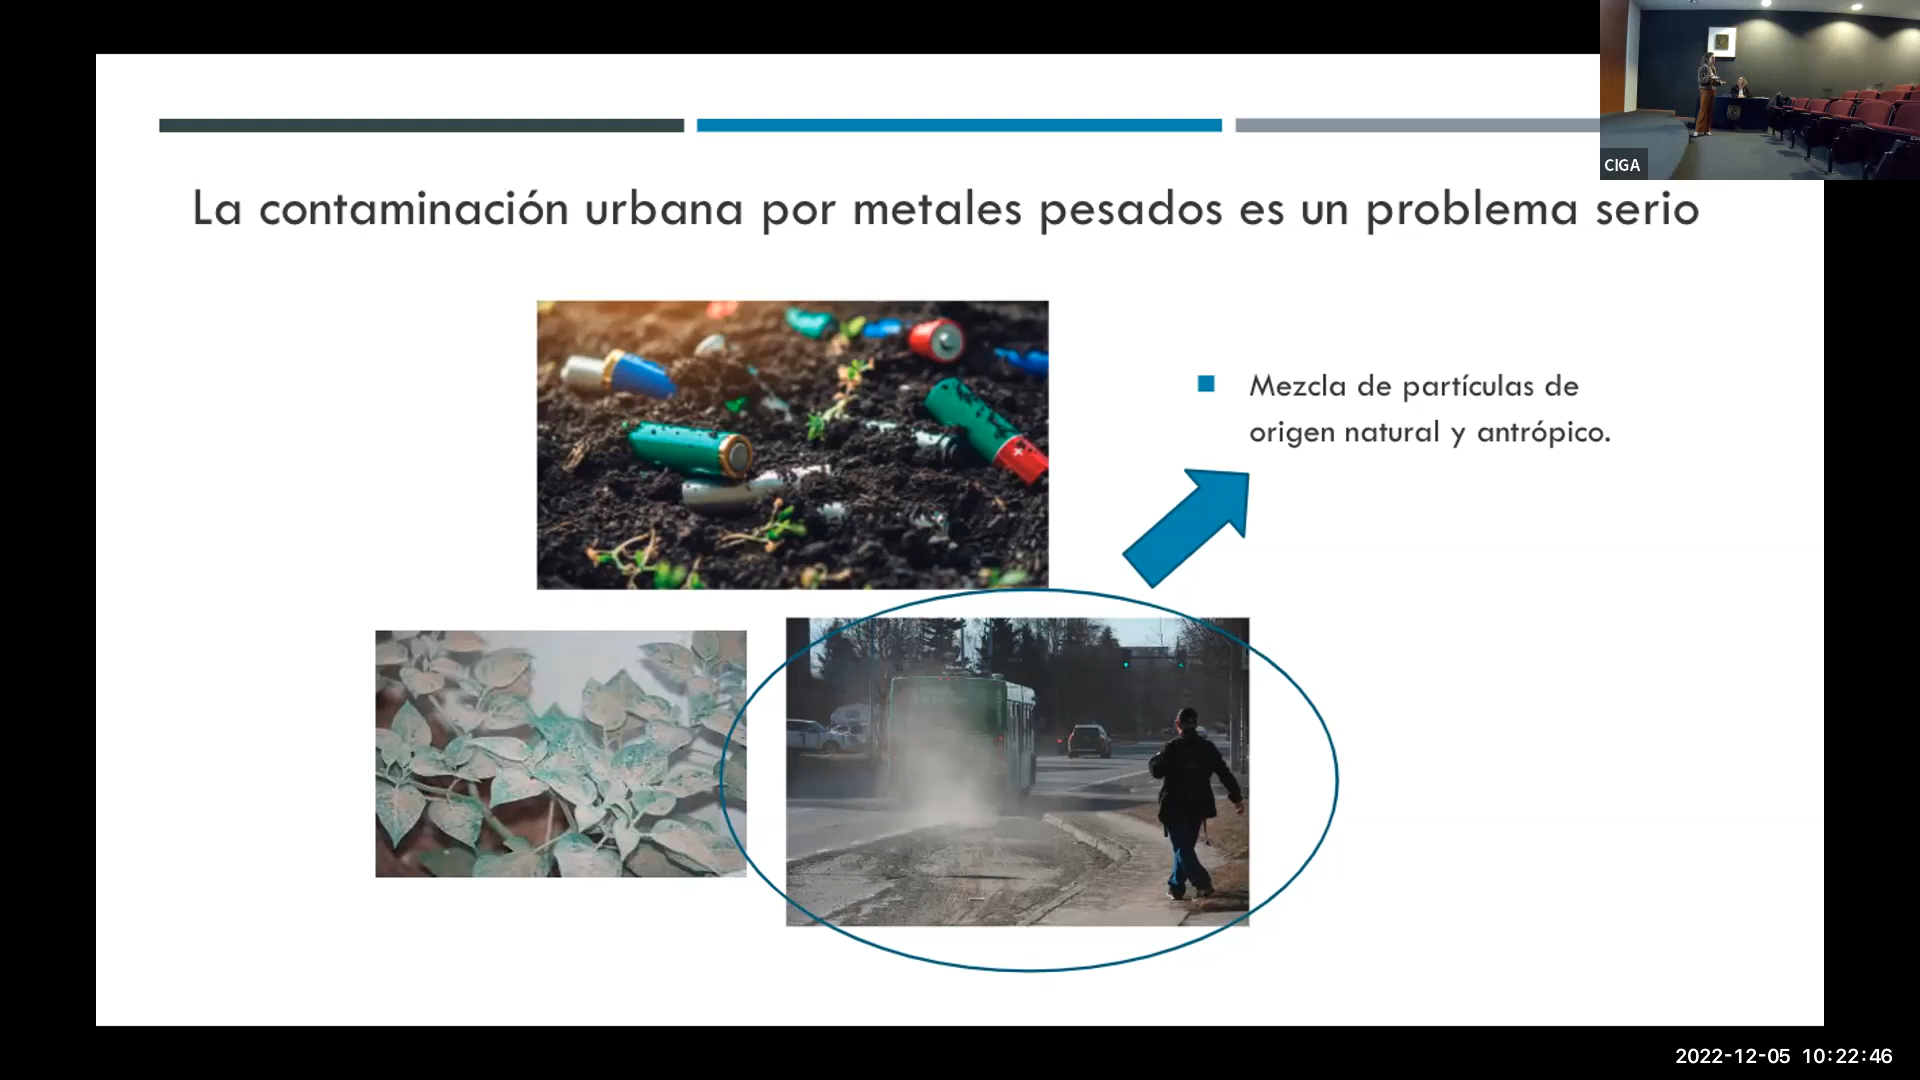 CIGA
La contaminación urbana por metales pesados es un problema serio
Mezcla de partículas de
origen natural y antrópico.
2022-12-05 10:22:46